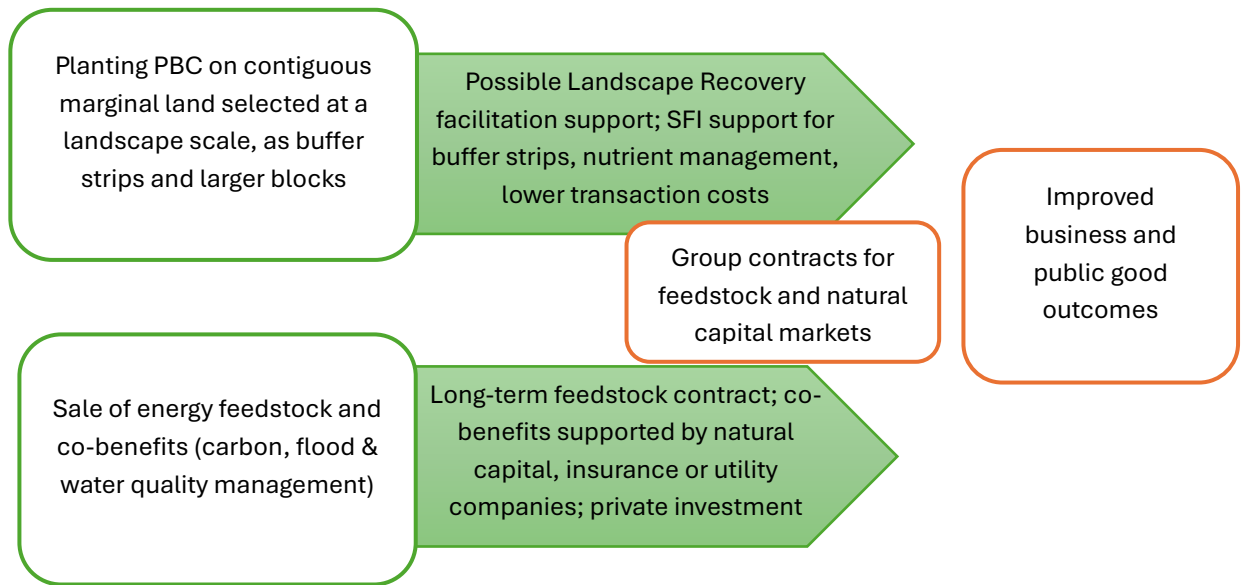 Planting PBC on contiguous
marginal land selected at a
landscape scale, as buffer
strips and larger blocks
Possible Landscape Recovery
facilitation support; SFI support for
buffer strips, nutrient management,
lower transaction costs
Group contracts for
feedstock and natural
capital markets
Improved
business and
public good
outcomes
Sale of energy feedstock and
co-benefits (carbon, flood &
water quality management)
Long-term feedstock contract; co-
benefits supported by natural
capital, insurance or utility
companies; private investment